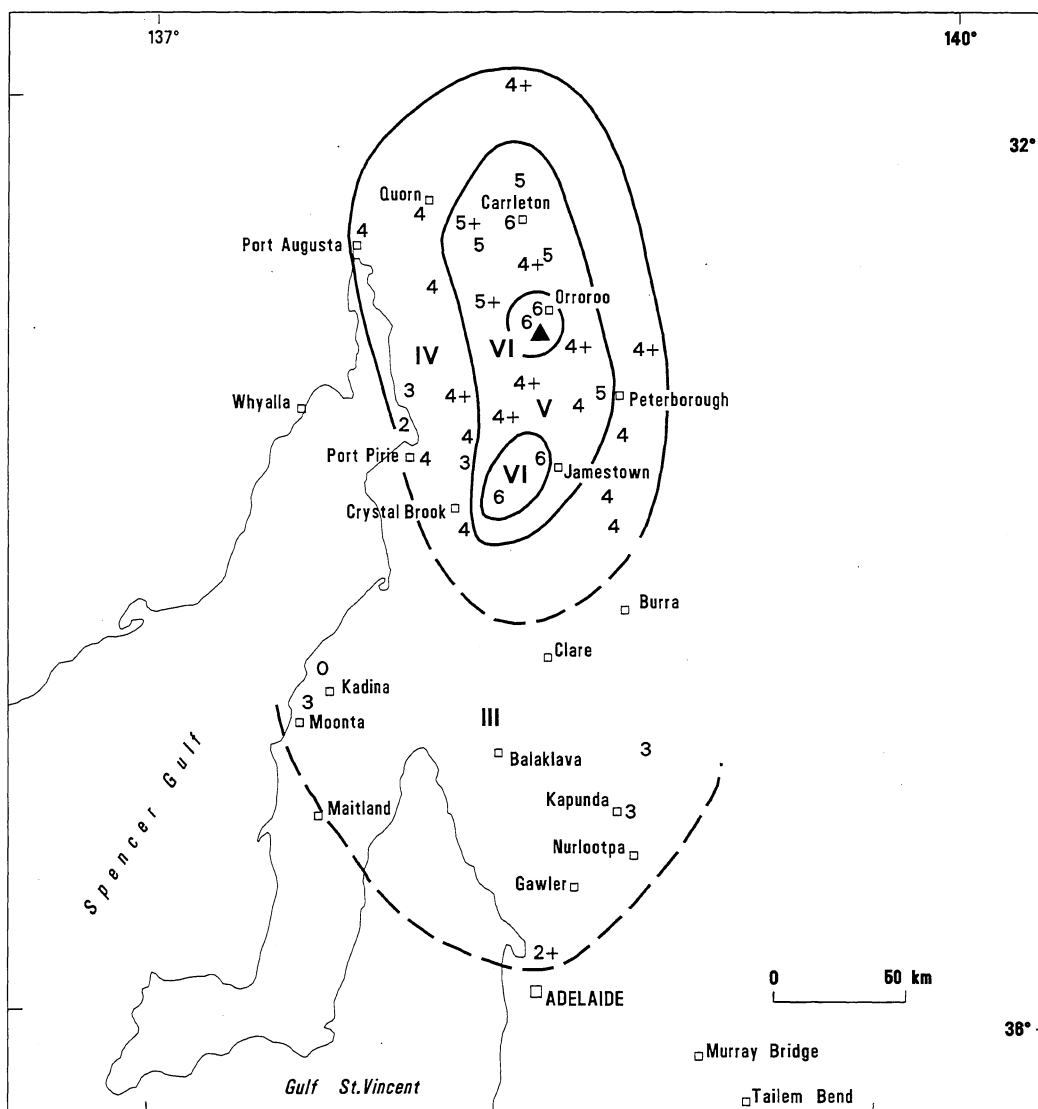 137°
140°
4+
32°
5
Quorn
Carrleton
4
5+
6
4
Port Augusta
5
5
4+
4
5+
Orroroo
6
6
VI
4+
4+
IV
4+
3
4+
5
Peterborough
Whyalla
4+
V
4
2
4
4
Port Pirie
4
3
6
VI
Jamestown
6
4
Crystal Brook
4
4
Burra
Clare
0
Kadina
3
Moonta
III
Balaklava
3
Spencer Gulf
Maitland
Kapunda
3
Nurlootpa
Gawler
2+
0
50 km
ADELAIDE
36°
Murray Bridge
Gulf St.Vincent
Tailem Bend